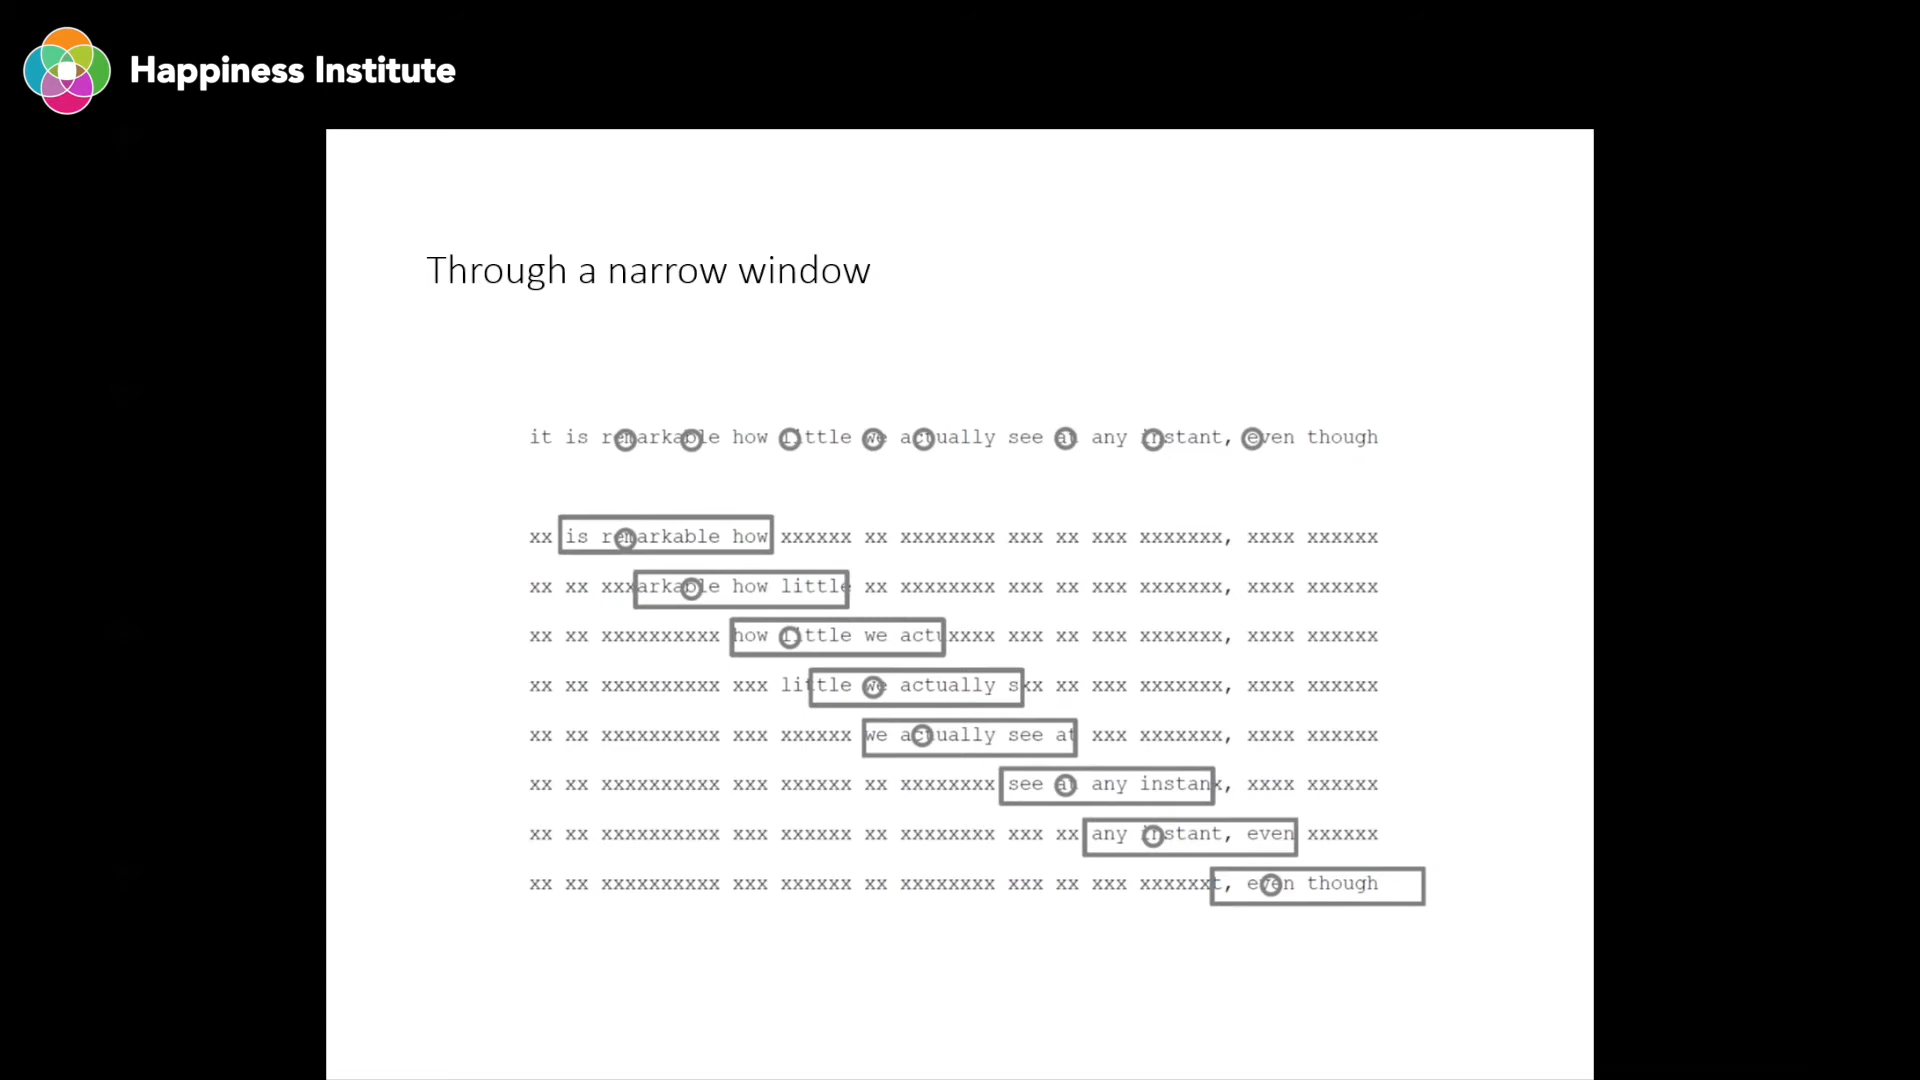 Happiness Institute
Through a narrow window
it is remarkable how little we actually see at any instant, even though
xx is remarkable how xxxxxx xx xxxxxxxx xxx xx xxx xxxxxxx, xxxx xxxxxx
xx xx xxxarkable how little xx xxxxxxxx xxx xx xxx xxxxxxx, xxxx xxxxxx
xx xx xxxxxxxxxx how little we actuxxxx xxx xx xxx xxxxxxx, xxxx xxxxxx
xx xx xxxxxxxxxx xxx little we actually sxx xx xxx xxxxxxx, xxxx xxxxxx
xx xx xxxxxxxxxx xxx xxxxxx we actually see at xxx xxxxxxx, xxxx xxxxxx
xx xx xxxxxxxxxx xxx xxxxxx xx xxxxxxxx see at any instanx, xxxx xxxxxx
xx xx xxxxxxxxxx xxx xxxxxx xx xxxxxxxx xxx xx any instant, even xxxxxx
xx xx xxxxxxxxxx xxx xxxxxx xx xxxxxxxx xxx xx xxx xxxxxxt, even though